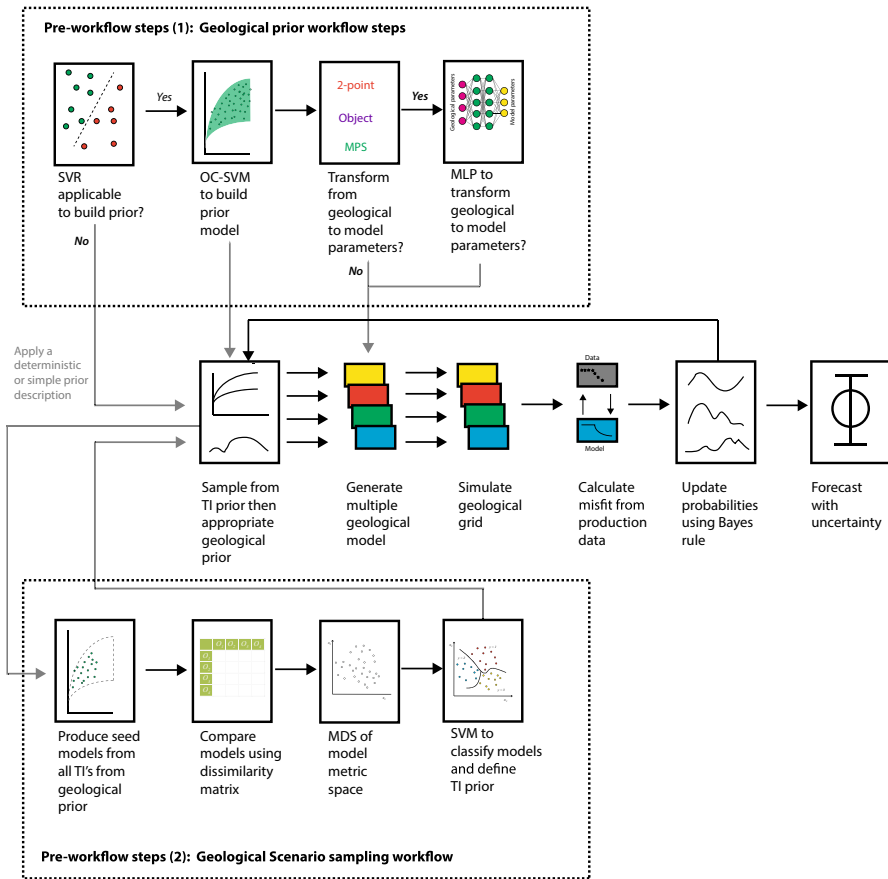 Pre-workflow steps (1): Geological prior workflow steps
Yes
Yes
2-point
Object
MPS
Geological parameters
Model parameters
SVR
applicable
to build prior?
OC-SVM
to build
prior
model
Transform
from
geological
to model
parameters?
MLP to
transform
geological
to model
parameters?
No
No
Apply a
deterministic
or simple prior
description
Data
Model
Sample from
TI prior then
appropriate
geological
prior
Generate
multiple
geological
model
Simulate
geological
grid
Calculate
misfit from
production
data
Update
probabilities
using Bayes
rule
Forecast
with
uncertainty
Produce seed
models from
all TI's from
geological
prior
Compare
models using
dissimilarity
matrix
MDS of
model
metric
space
SVM to
classify models
and define
TI prior
Pre-workflow steps (2): Geological Scenario sampling workflow